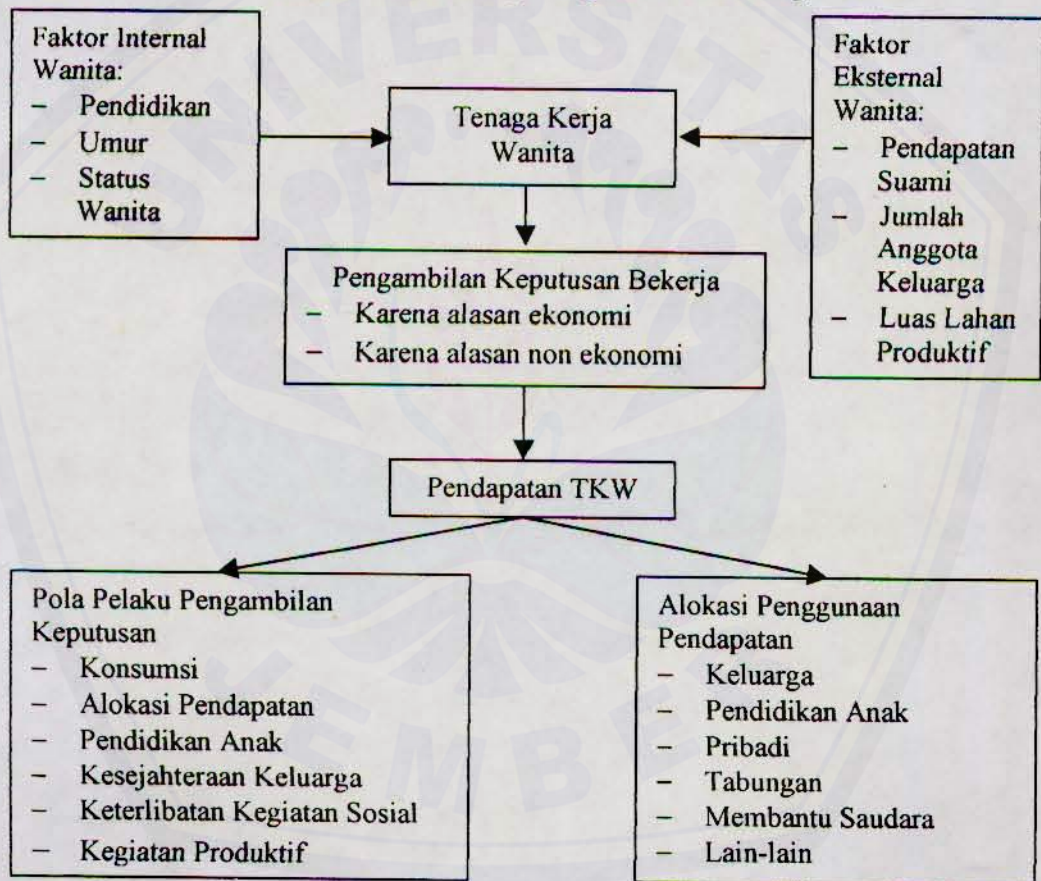 Faktor Internal
Wanita:
– Pendidikan
– Umur
– Status
Wanita
Tenaga Kerja
Wanita
Faktor
Eksternal
Wanita:
– Pendapatan
Suami
– Jumlah
Anggota
Keluarga
– Luas Lahan
Produktif
Pengambilan Keputusan Bekerja
– Karena alasan ekonomi
– Karena alasan non ekonomi
Pendapatan TKW
Pola Pelaku Pengambilan
Keputusan
– Konsumsi
– Alokasi Pendapatan
– Pendidikan Anak
– Kesejahteraan Keluarga
– Keterlibatan Kegiatan Sosial
– Kegiatan Produktif
Alokasi Penggunaan
Pendapatan
– Keluarga
– Pendidikan Anak
– Pribadi
– Tabungan
– Membantu Saudara
– Lain-lain
UNIVERSITAS
JEMBER